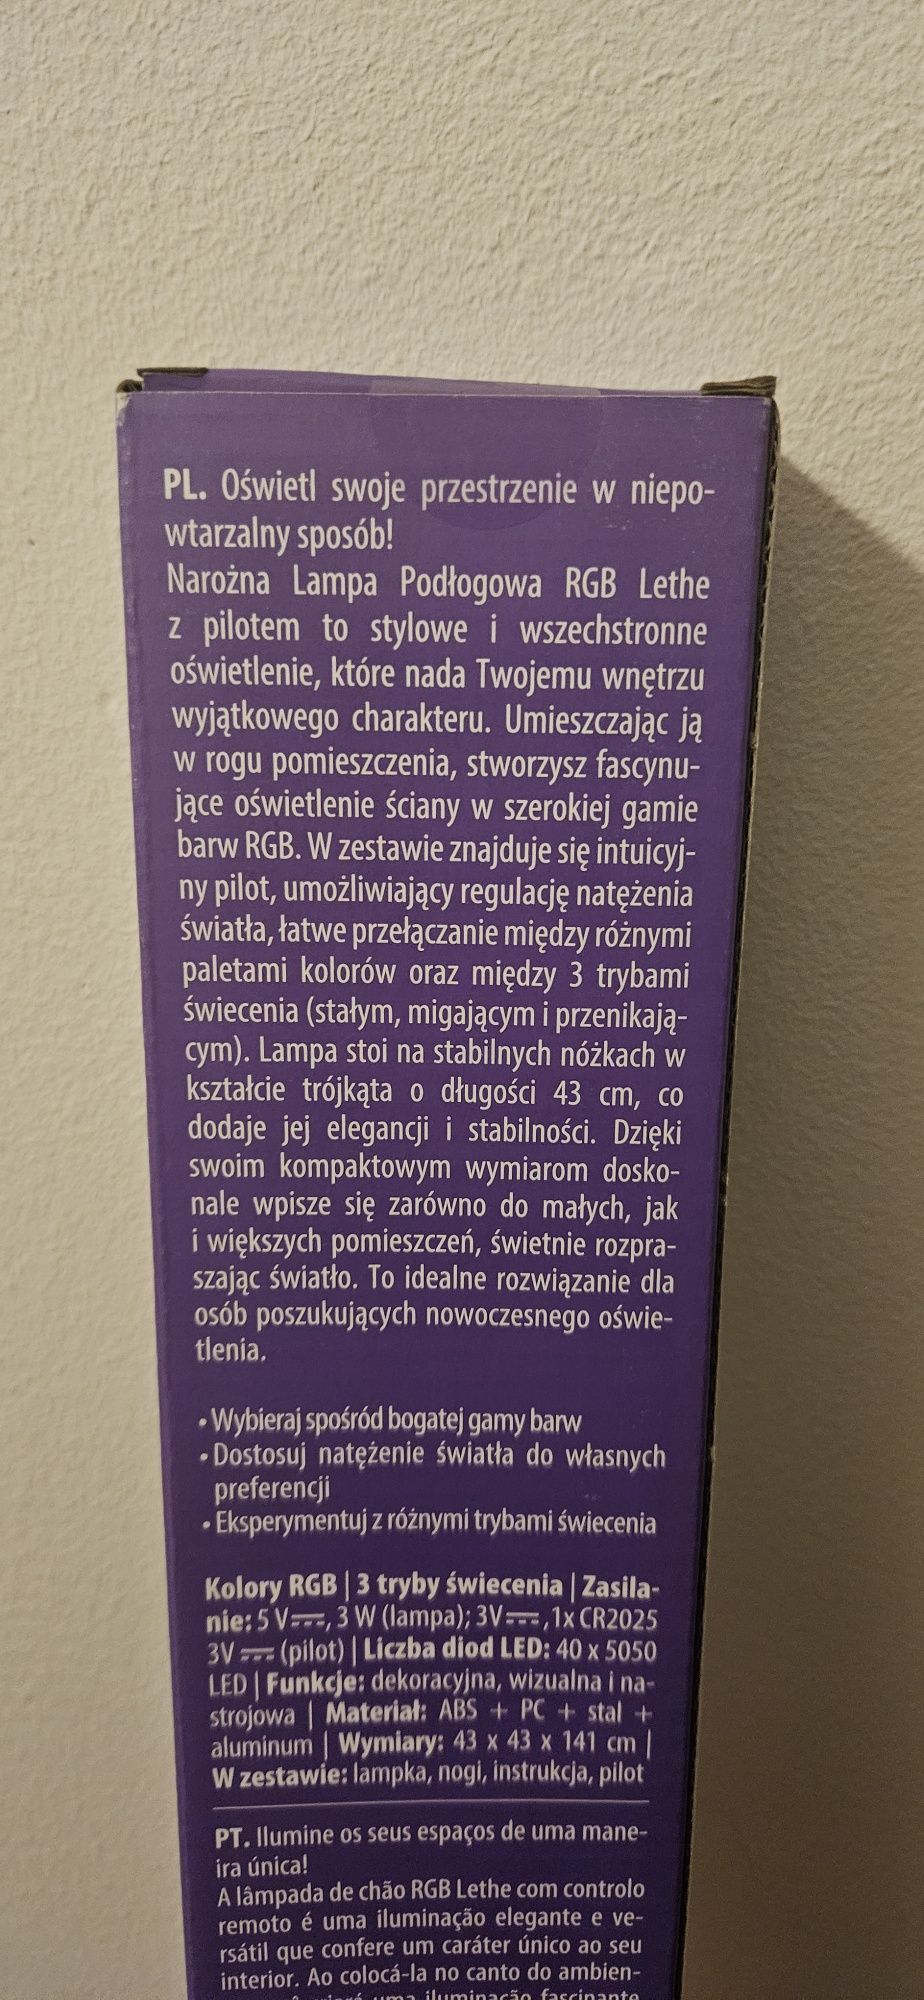 PL. Oświetl swoje przestrzenie w niepo-
wtarzalny sposób!
Narożna Lampa Podłogowa RGB Lethe
z pilotem to stylowe i wszechstronne
oświetlenie, które nada Twojemu wnętrzu
wyjątkowego charakteru. Umieszczając ją
w rogu pomieszczenia, stworzysz fascynu-
jące oświetlenie ściany w szerokiej gamie
barw RGB. W zestawie znajduje się intuicyj-
ny pilot, umożliwiający regulację natężenia
światła, łatwe przełączanie między różnymi
paletami kolorów oraz między 3 trybami
świecenia (stałym, migającym i przenikają-
cym). Lampa stoi na stabilnych nóżkach w
kształcie trójkąta o długości 43 cm, co
dodaje jej elegancji i stabilności. Dzięki
swoim kompaktowym wymiarom dosko-
nale wpisze się zarówno do małych, jak
i większych pomieszczeń, świetnie rozpra-
szając światło. To idealne rozwiązanie dla
osób poszukujących nowoczesnego oświe-
tlenia.
• Wybieraj spośród bogatej gamy barw
• Dostosuj natężenie światła do własnych
preferencji
• Eksperymentuj z różnymi trybami świecenia
Kolory RGB | 3 tryby świecenia | Zasila-
nie: 5 V⎓, 3 W (lampa); 3V⎓, 1x CR2025
3V ⎓ (pilot) | Liczba diod LED: 40 x 5050
LED | Funkcje: dekoracyjna, wizualna i na-
strojowa | Materiał: ABS + PC + stal +
aluminum | Wymiary: 43 x 43 x 141 cm |
W zestawie: lampka, nogi, instrukcja, pilot
PT. Ilumine os seus espaços de uma mane-
ira única!
A lâmpada de chão RGB Lethe com controlo
remoto é uma iluminação elegante e ve-
rsátil que confere um caráter único ao seu
interior. Ao colocá-la no canto do ambien-
uma iluminação fascinante